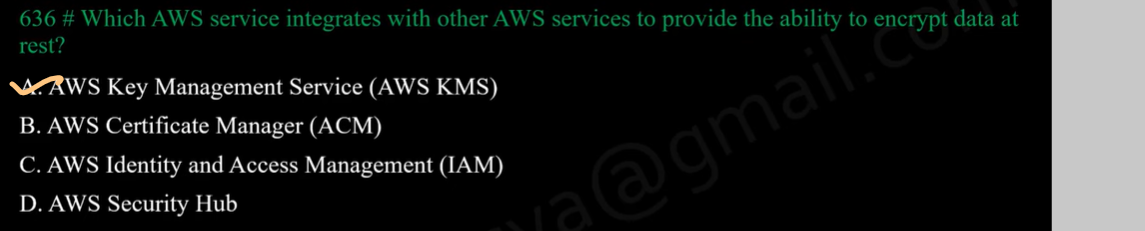 636 # Which AWS service integrates with other AWS services to provide the ability to encrypt data at
rest?
A. AWS Key Management Service (AWS KMS)
B. AWS Certificate Manager (ACM)
C. AWS Identity and Access Management (IAM)
D. AWS Security Hub